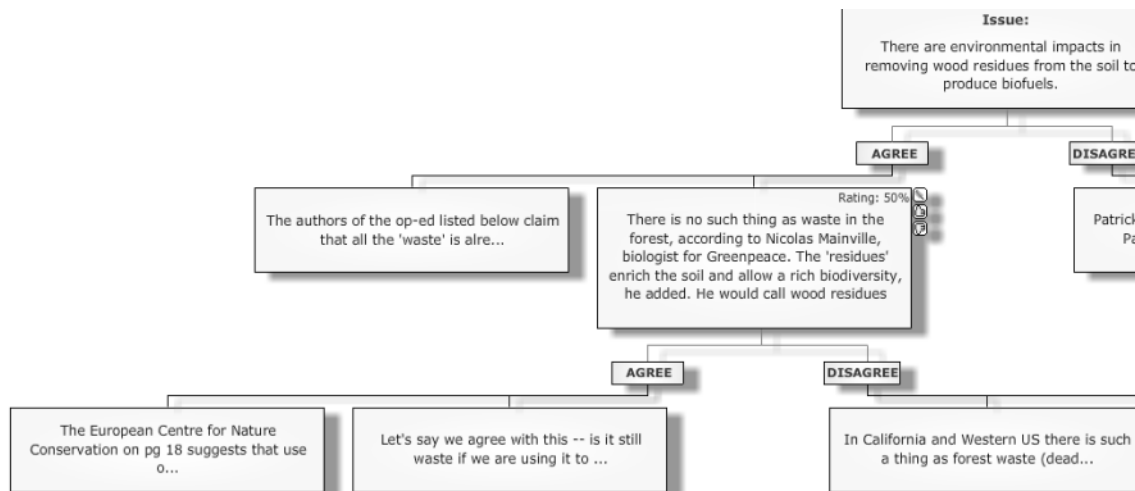 Issue:
There are environmental impacts in
removing wood residues from the soil to
produce biofuels.
AGREE
DISAGREE
The authors of the op-ed listed below claim
that all the 'waste' is alre...
Rating: 50%
There is no such thing as waste in the
forest, according to Nicolas Mainville,
biologist for Greenpeace. The 'residues'
enrich the soil and allow a rich biodiversity,
he added. He would call wood residues
Patrick
Pa
AGREE
DISAGREE
The European Centre for Nature
Conservation on pg 18 suggests that use
o...
Let's say we agree with this -- is it still
waste if we are using it to ...
In California and Western US there is such
a thing as forest waste (dead...